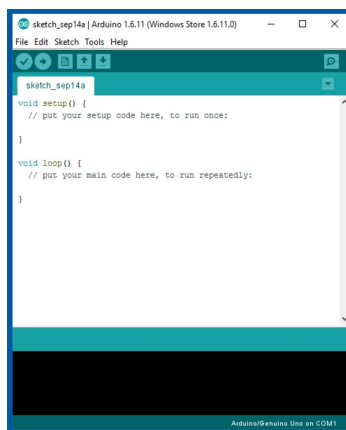 sketch_sep14a | Arduino 1.6.11 (Windows Store 1.6.11.0)
File Edit Sketch Tools Help
sketch_sep14a
void setup() {
// put your setup code here, to run once:
}
void loop() {
// put your main code here, to run repeatedly:
}
Arduino/Genuino Uno on COM1